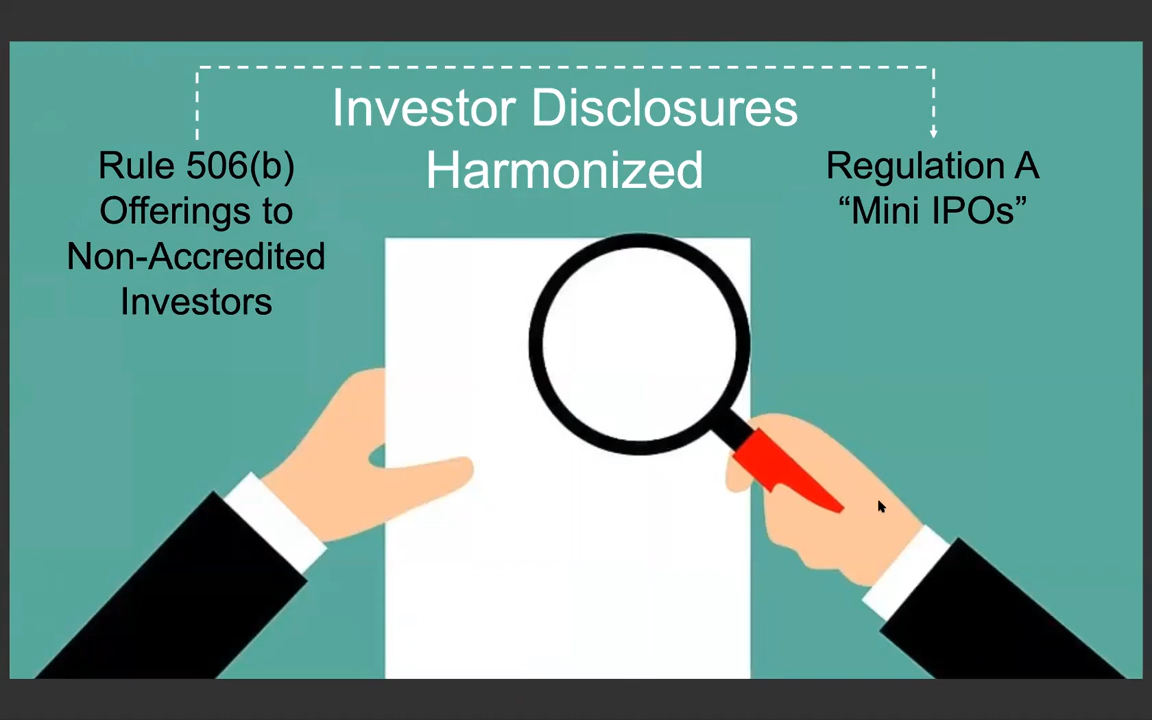 Investor Disclosures
Harmonized
Rule 506(b)
Offerings to
Non-Accredited
Investors
Regulation A
“Mini IPOs”